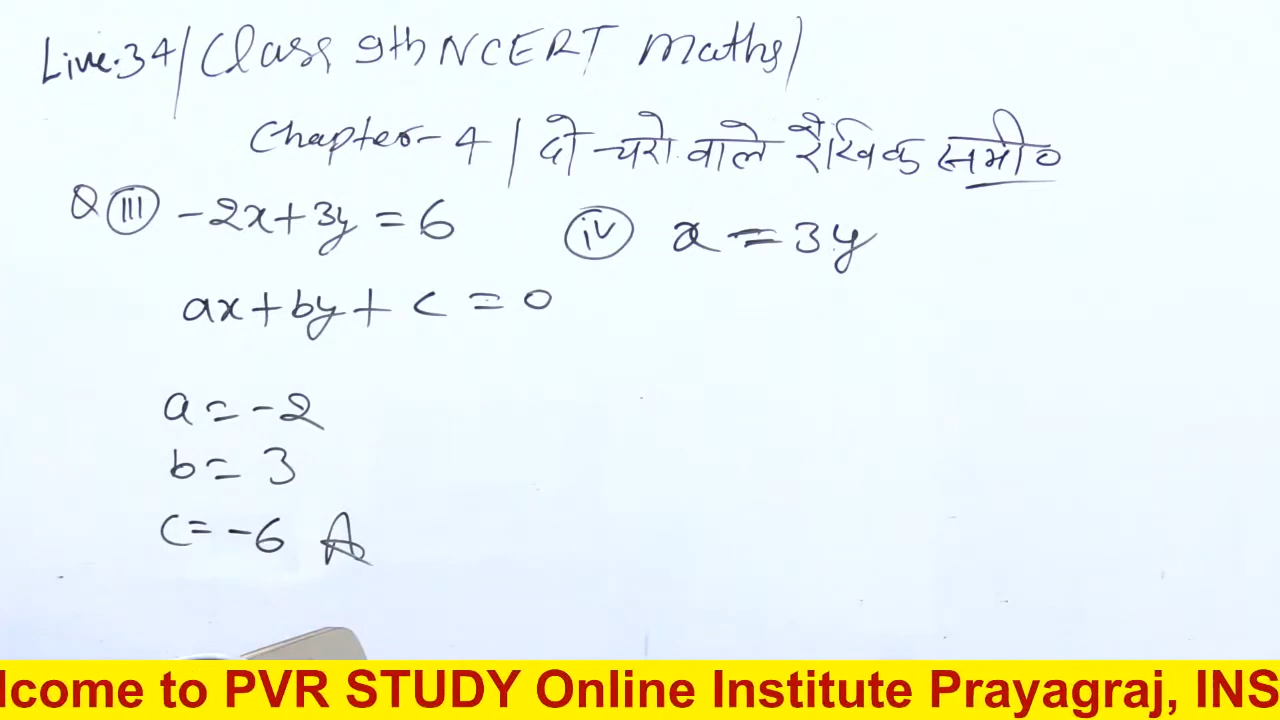 Live.34/Class 9th NCERT Maths/
Chapter-4/दो चरो वाले रैखिक समी०
Q (iii) -2x+3y=6 (iv) x=3y
ax+by+c=0
a=-2
b=3
c=-6 A
lcome to PVR STUDY Online Institute Prayagraj, INS